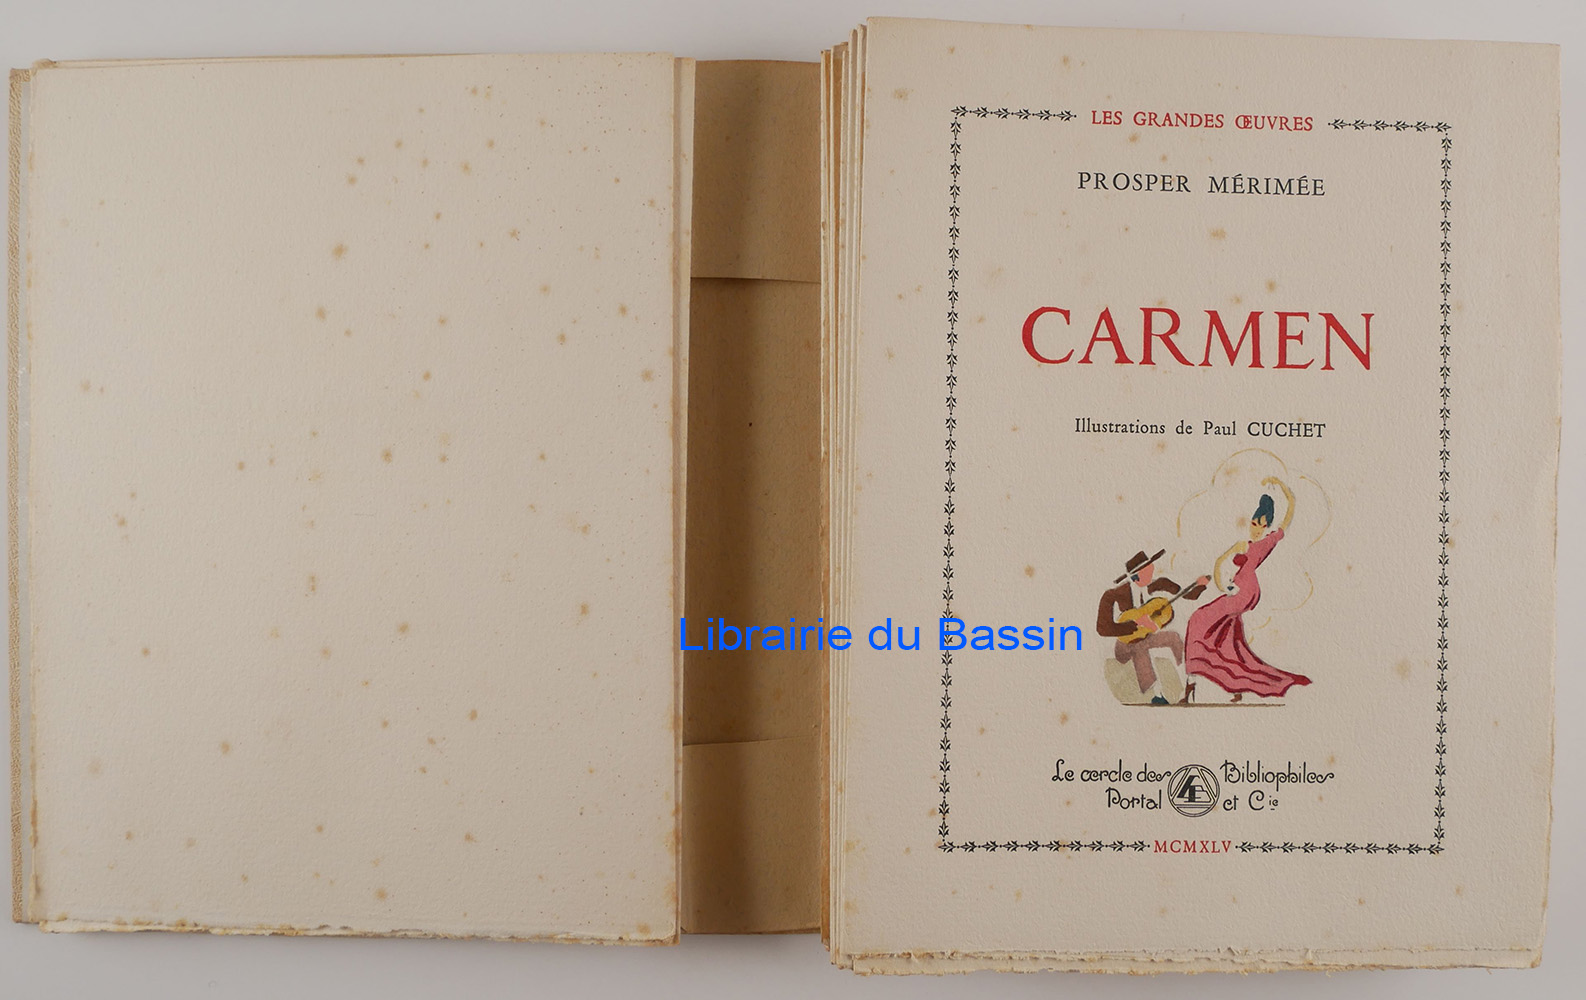 LES GRANDES ŒUVRES
PROSPER MÉRIMÉE
CARMEN
Illustrations de Paul CUCHET
Librairie du Bassin
Le cercle des Bibliophiles
Portal et Cie
MCMXLV